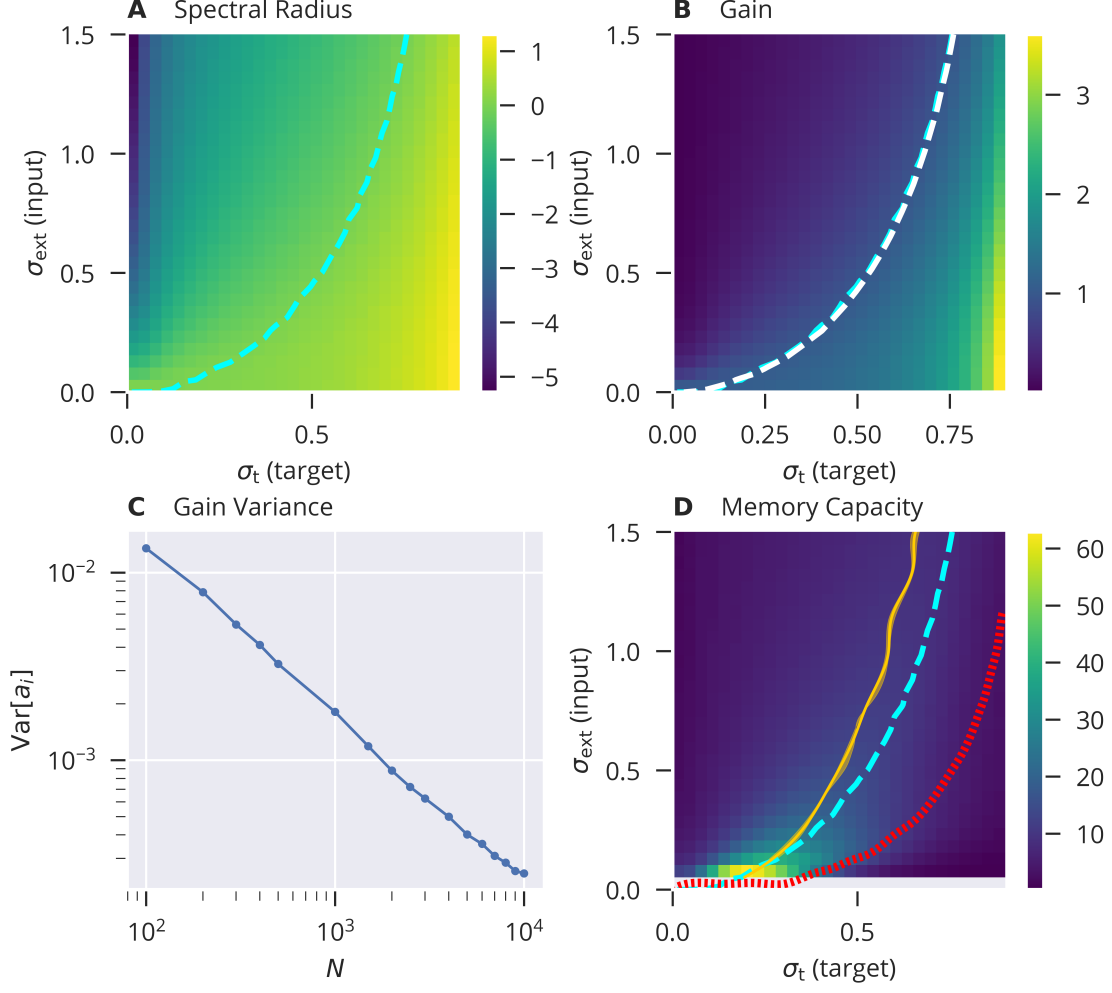 A Spectral Radius
1.5
1.0
0.5
0.0
σext (input)
0.0 0.5
σt (target)
1
0
−1
−2
−3
−4
−5
B Gain
1.5
1.0
0.5
0.0
σext (input)
0.00 0.25 0.50 0.75
σt (target)
3
2
1
C Gain Variance
10−2
10−3
Var[ai]
102 103 104
N
D Memory Capacity
1.5
1.0
0.5
0.0
σext (input)
0.0 0.5
σt (target)
60
50
40
30
20
10